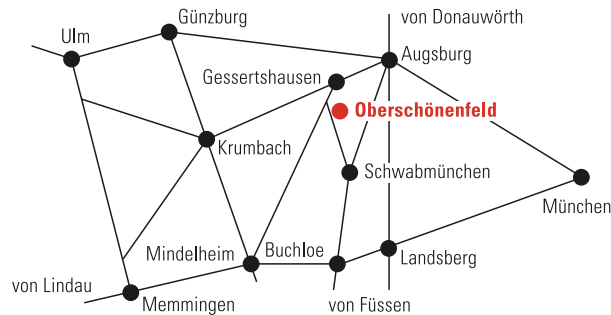 Günzburg
von Donauwörth
Ulm
Augsburg
Gessertshausen
Oberschönenfeld
Krumbach
Schwabmünchen
München
Mindelheim
Buchloe
Landsberg
von Lindau
Memmingen
von Füssen